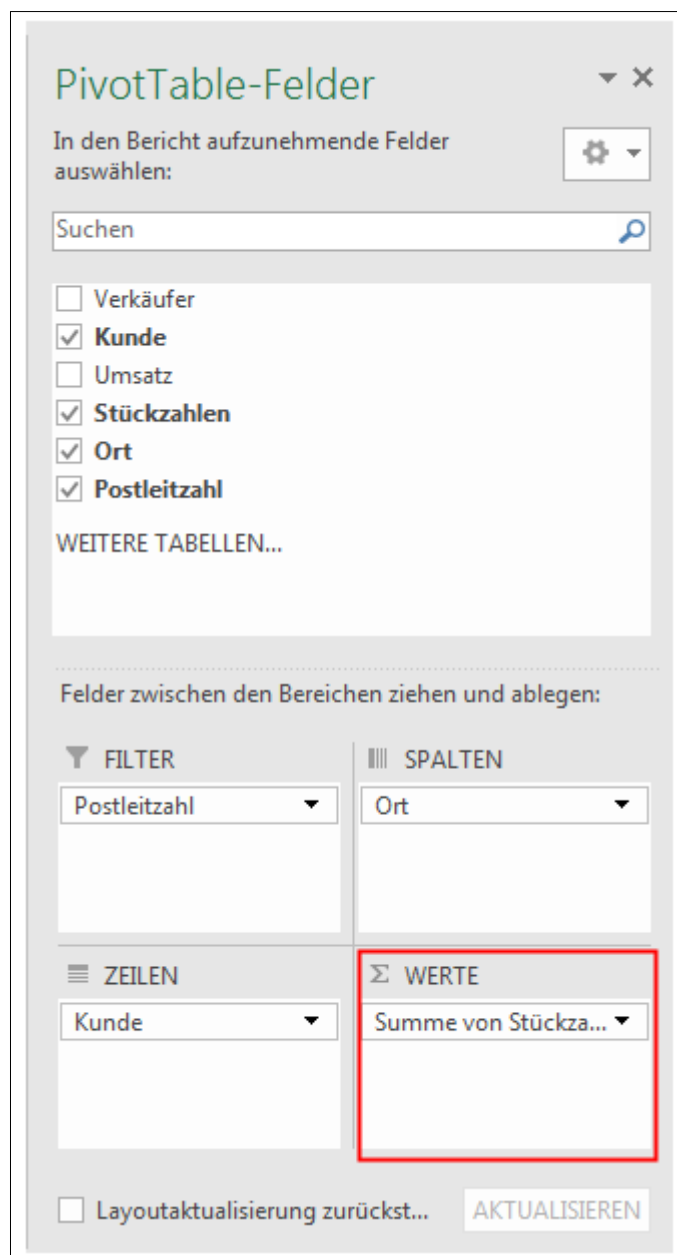 PivotTable-Felder
In den Bericht aufzunehmende Felder
auswählen:
Suchen
Verkäufer
Kunde
Umsatz
Stückzahlen
Ort
Postleitzahl
WEITERE TABELLEN...
Felder zwischen den Bereichen ziehen und ablegen:
FILTER
Postleitzahl
SPALTEN
Ort
ZEILEN
Kunde
Σ WERTE
Summe von Stückza...
Layoutaktualisierung zurückst...
AKTUALISIEREN